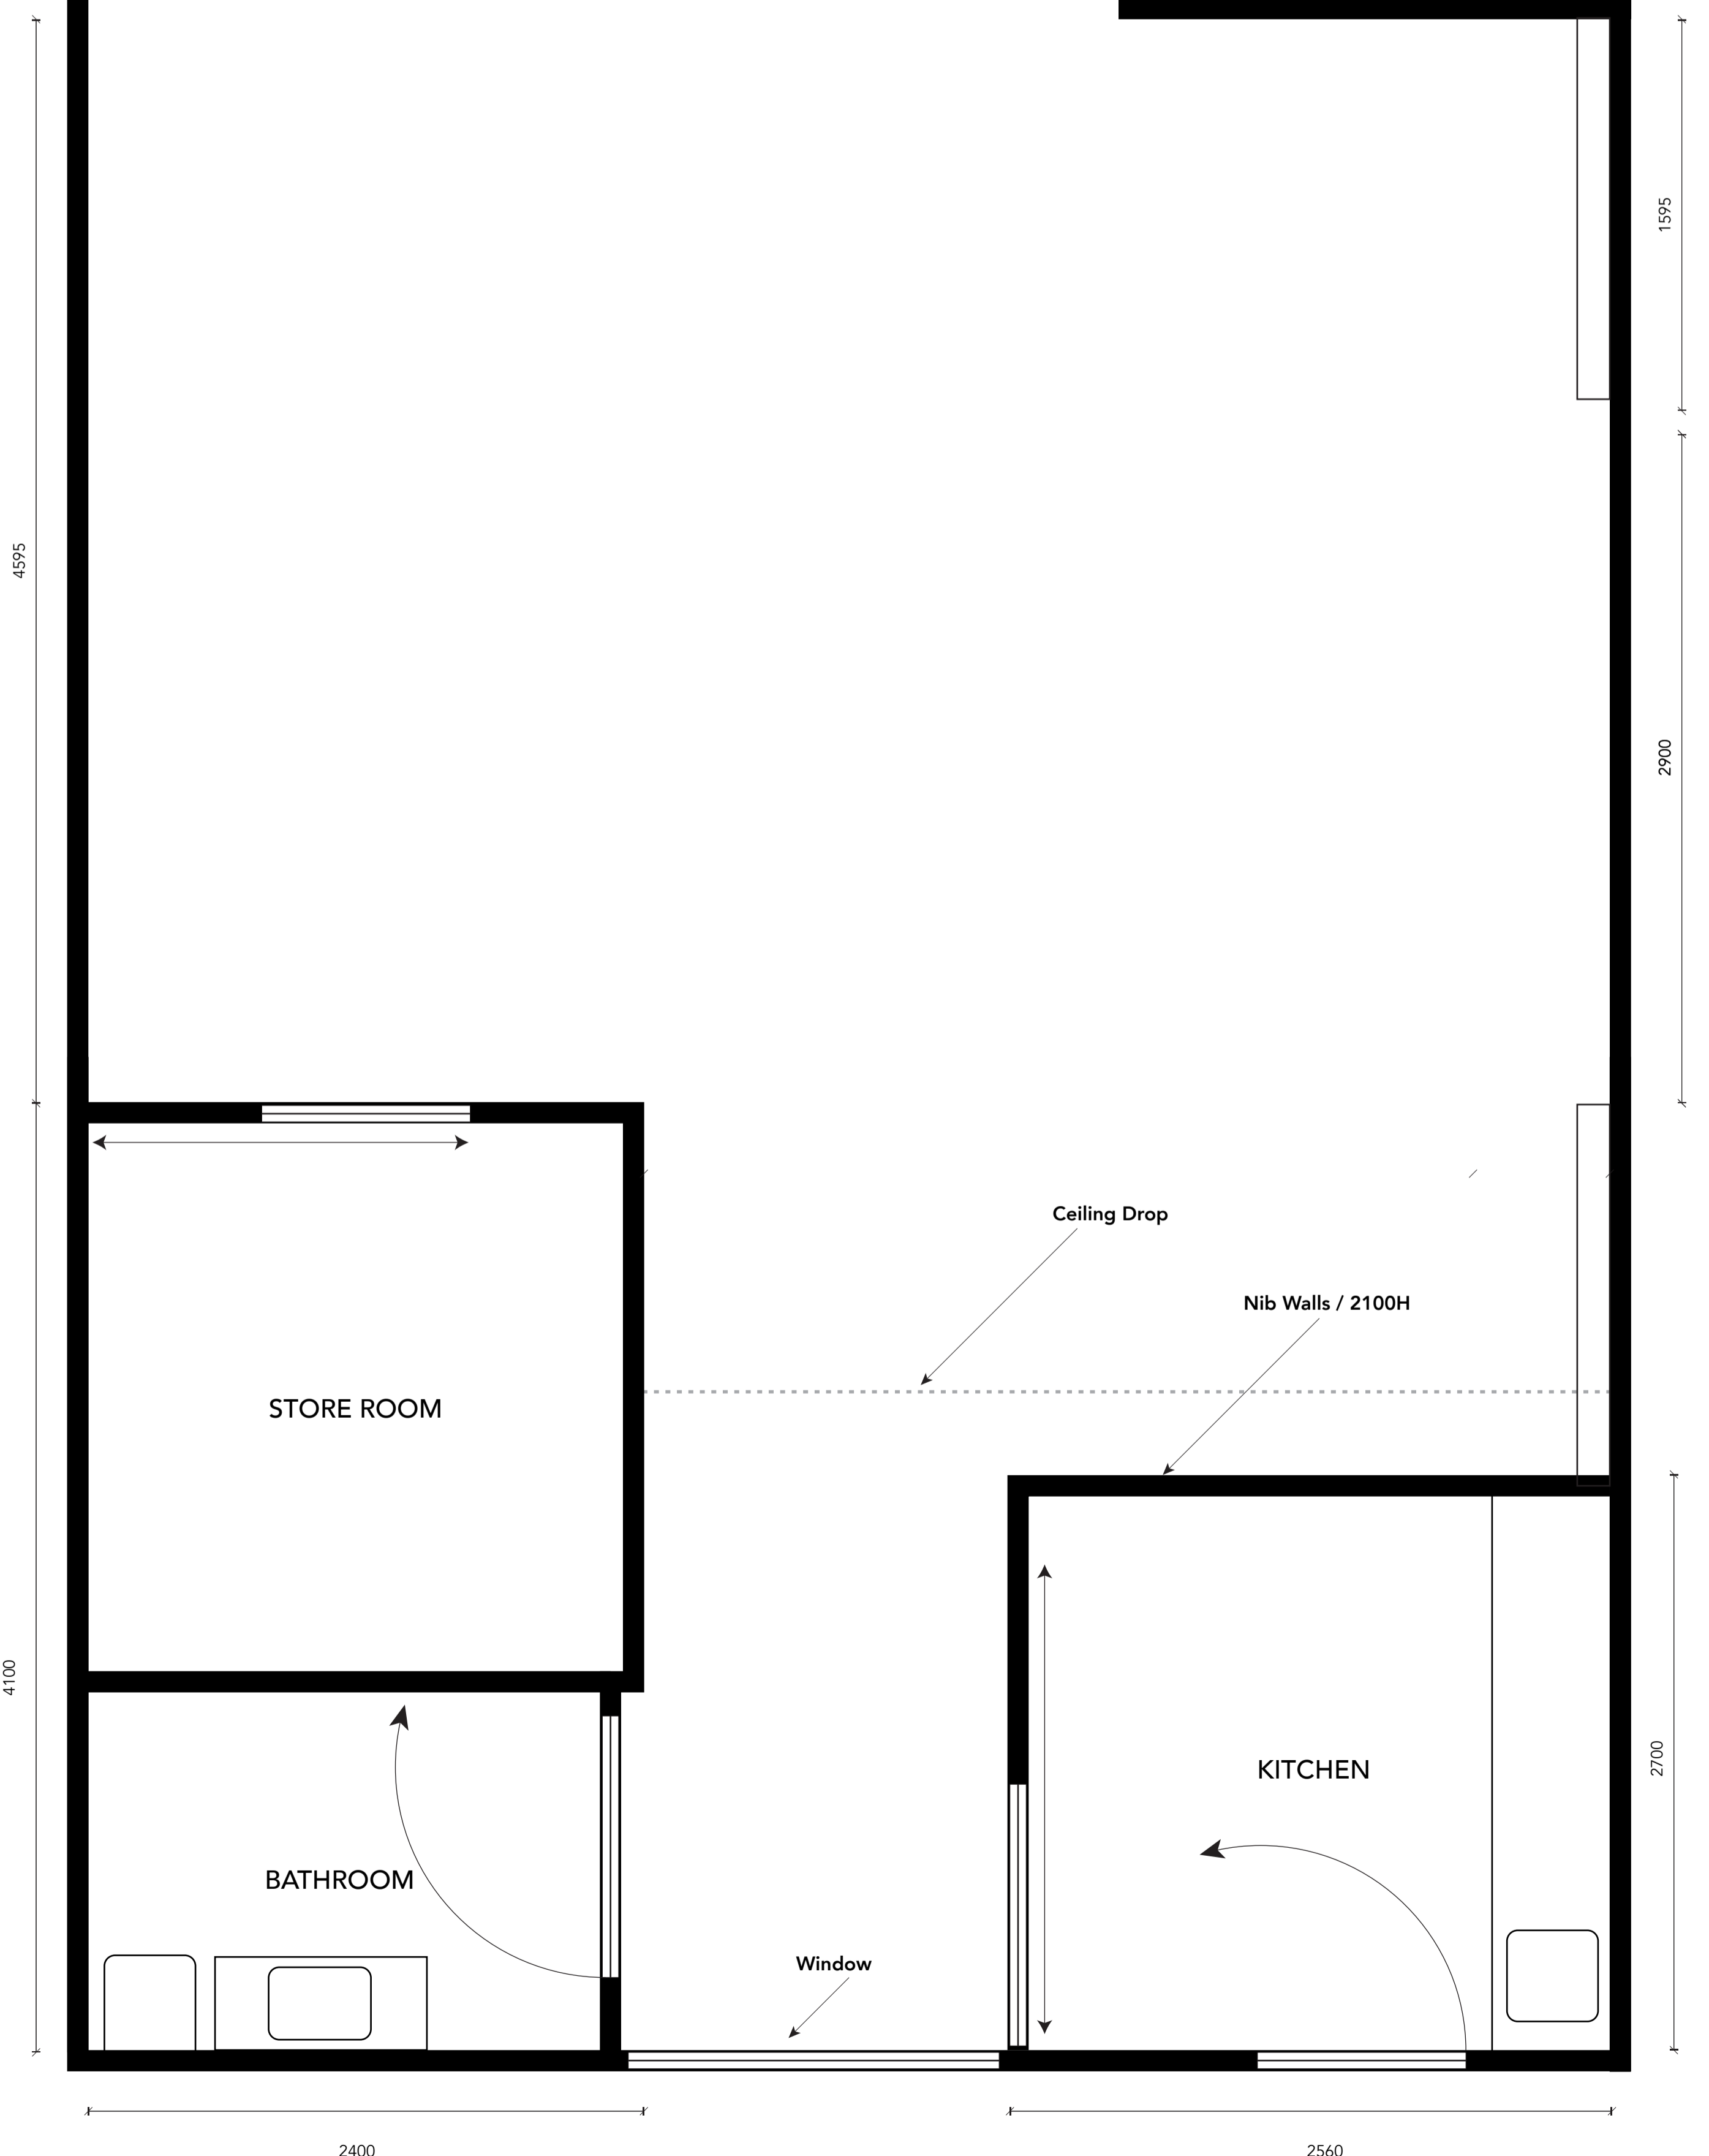 1595
4595
2900
Ceiling Drop
Nib Walls / 2100H
STORE ROOM
4100
2700
KITCHEN
BATHROOM
Window
2400
2560